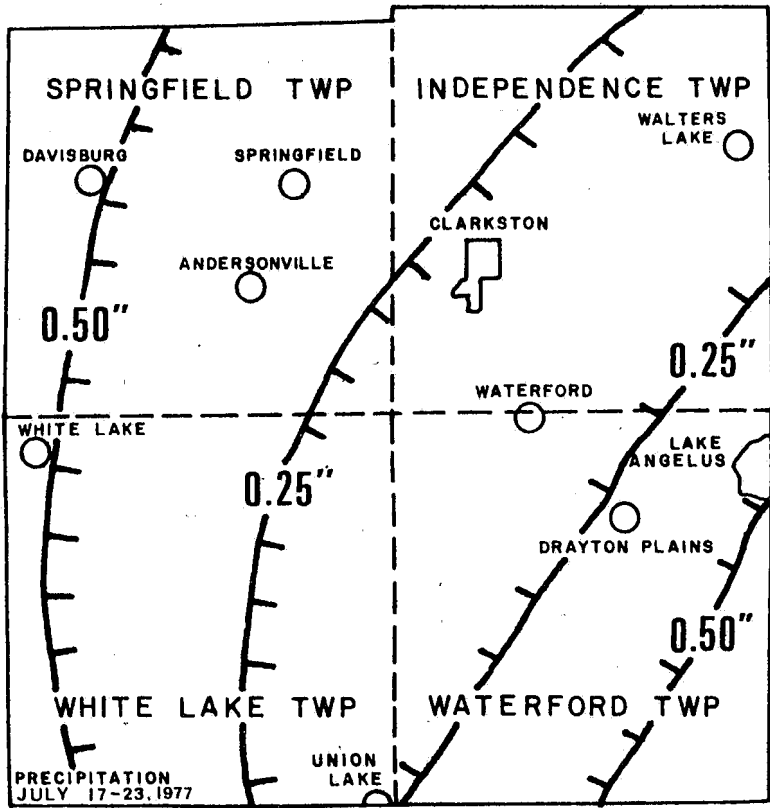 SPRINGFIELD TWP
INDEPENDENCE TWP
WALTERS
LAKE
DAVISBURG
SPRINGFIELD
CLARKSTON
ANDERSONVILLE
0.50"
0.25"
WATERFORD
WHITE LAKE
LAKE
ANGELUS
0.25"
DRAYTON PLAINS
0.50"
WHITE LAKE TWP
WATERFORD TWP
UNION
LAKE
PRECIPITATION
JULY 17-23, 1977